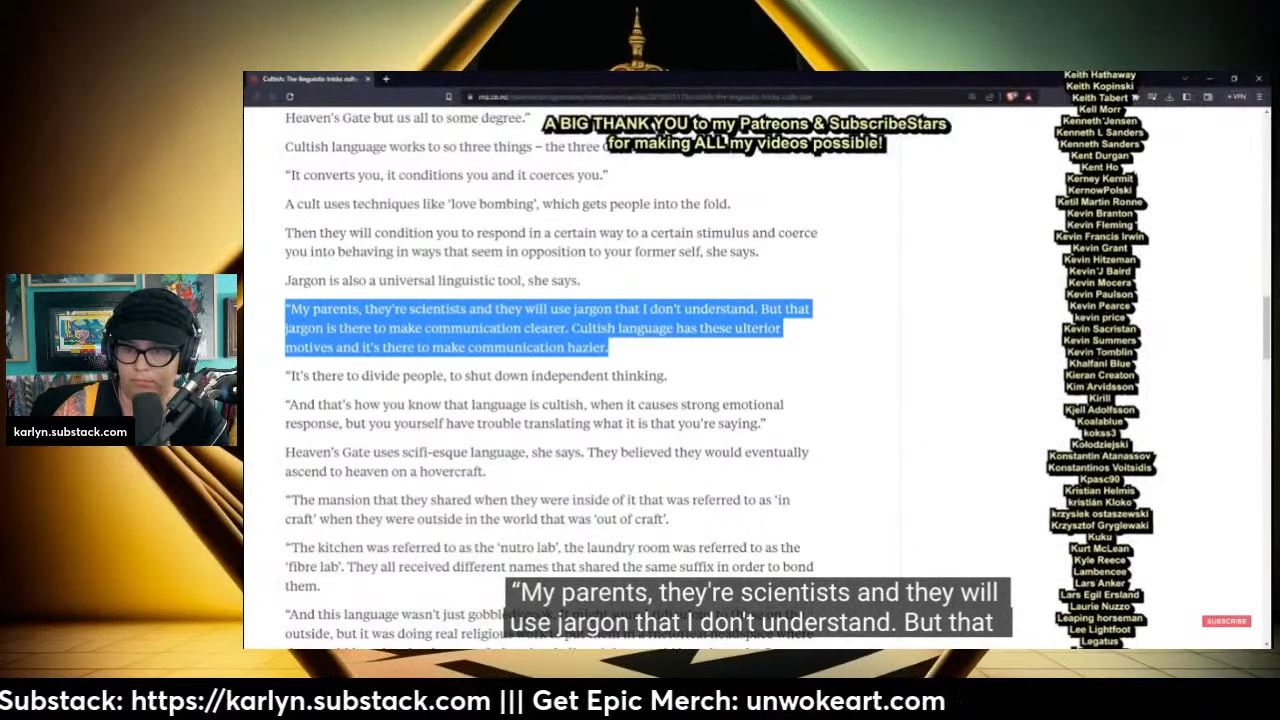 Cultish: The linguistic tricks cults
Heaven's Gate but us all to some degree."
A BIG THANK YOU to my Patreons & SubscribeStars
for making ALL my videos possible!
Cultish language works to so three things – the three
"It converts you, it conditions you and it coerces you."
A cult uses techniques like 'love bombing', which gets people into the fold.
Then they will condition you to respond in a certain way to a certain stimulus and coerce
you into behaving in ways that seem in opposition to your former self, she says.
Jargon is also a universal linguistic tool, she says.
"My parents, they're scientists and they will use jargon that I don't understand. But that
jargon is there to make communication clearer. Cultish language has these ulterior
motives and it's there to make communication hazier.
"It's there to divide people, to shut down independent thinking.
"And that's how you know that language is cultish, when it causes strong emotional
response, but you yourself have trouble translating what it is that you're saying."
Heaven's Gate uses scifi-esque language, she says. They believed they would eventually
ascend to heaven on a hovercraft.
"The mansion that they shared when they were inside of it that was referred to as 'in
craft' when they were outside in the world that was 'out of craft'.
"The kitchen was referred to as the 'nutro lab', the laundry room was referred to as the
'fibre lab'. They all received different names that shared the same suffix in order to bond
them.
"And this language wasn't just
outside, but it was doing real religious
"My parents, they're scientists and they will
use jargon that I don't understand. But that
Keith Hathaway
Keith Kopinski
Keith Tabert
Kell Morr
Kenneth Jensen
Kenneth L Sanders
Kenneth Sanders
Kent Durgan
Kent Ho
Kerney Kermit
KernowPolski
Ketil Martin Ronne
Kevin Branton
Kevin Fleming
Kevin Francis Irwin
Kevin Grant
Kevin Hitzeman
Kevin J Baird
Kevin Mocera
Kevin Paulson
Kevin Pearce
kevin price
Kevin Sacristan
Kevin Summers
Kevin Tomblin
Khalfani Blue
Kieran Creaton
Kim Arvidsson
Kirill
Kjell Adolfsson
Koalablue
kokss3
Kołodziejski
Konstantin Atanassov
Konstantinos Voitsidis
Kpasc90
Kristian Helmis
kristián Kloko
krzysiek ostaszewski
Krzysztof Gryglewaki
Kuku
Kurt McLean
Kyle Reece
Lambencee
Lars Anker
Lars Egil Ersland
Laurie Nuzzo
Leaping horseman
Lee Lightfoot
Legatus
+ VPN
SUBSCRIBE
karlyn.substack.com
Substack: https://karlyn.substack.com ||| Get Epic Merch: unwokeart.com